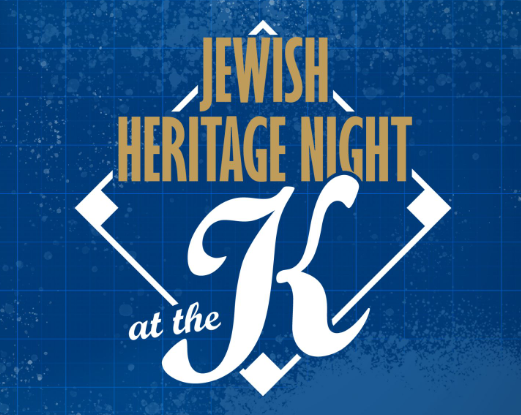 JEWISH
HERITAGE NIGHT
at the K